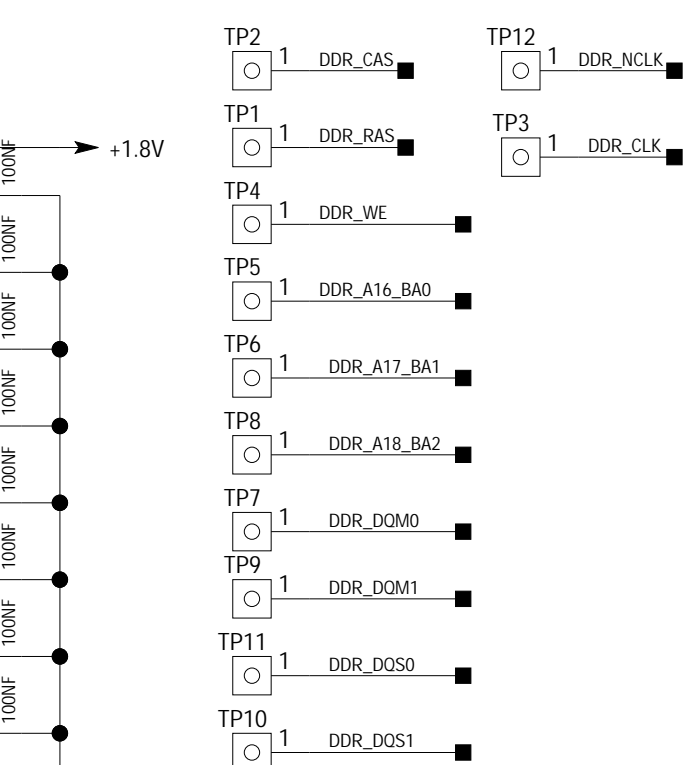 TP2
1 DDR_CAS
TP12
1 DDR_NCLK
TP1
1 DDR_RAS
TP3
1 DDR_CLK
100NF
+1.8V
TP4
1 DDR_WE
100NF
TP5
1 DDR_A16_BA0
100NF
TP6
1 DDR_A17_BA1
100NF
TP8
1 DDR_A18_BA2
100NF
TP7
1 DDR_DQM0
100NF
TP9
1 DDR_DQM1
100NF
TP11
1 DDR_DQS0
100NF
TP10
1 DDR_DQS1